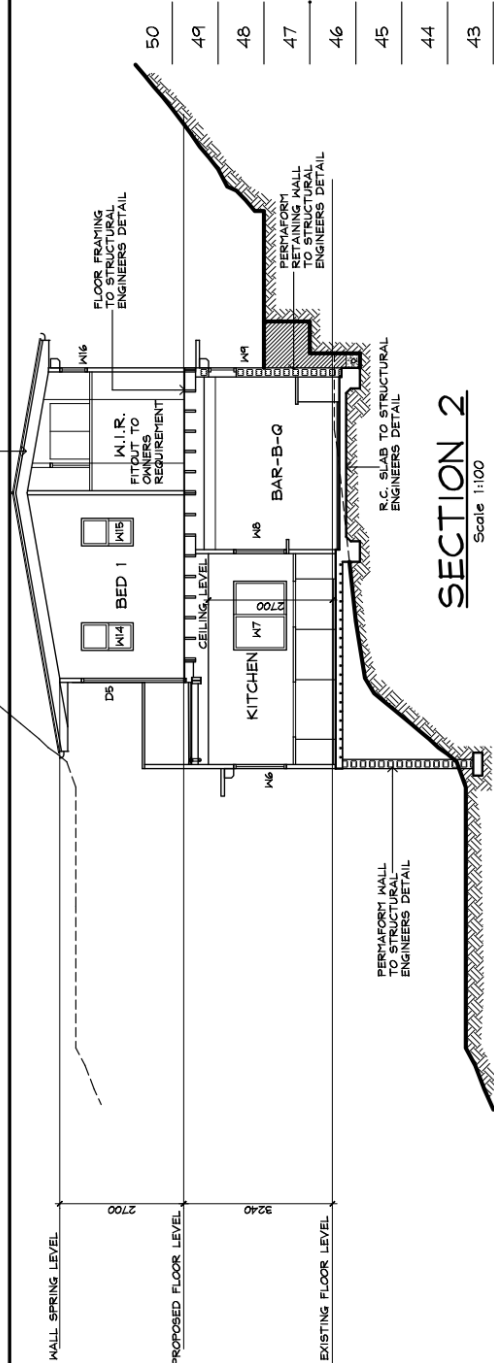 WALL SPRING LEVEL
2700
PROPOSED FLOOR LEVEL
3240
EXISTING FLOOR LEVEL
PERMAFORM WALL
TO STRUCTURAL
ENGINEERS DETAIL
D5
W14
W15
BED 1
W.I.R.
FITOUT TO
OWNERS
REQUIREMENT
W16
FLOOR FRAMING
TO STRUCTURAL
ENGINEERS DETAIL
CEILING LEVEL
2700
W6
KITCHEN
W7
W8
BAR-B-Q
W9
PERMAFORM
RETAINING WALL
TO STRUCTURAL
ENGINEERS DETAIL
R.C. SLAB TO STRUCTURAL
ENGINEERS DETAIL
50
49
48
47
46
45
44
43
SECTION 2
Scale 1:100